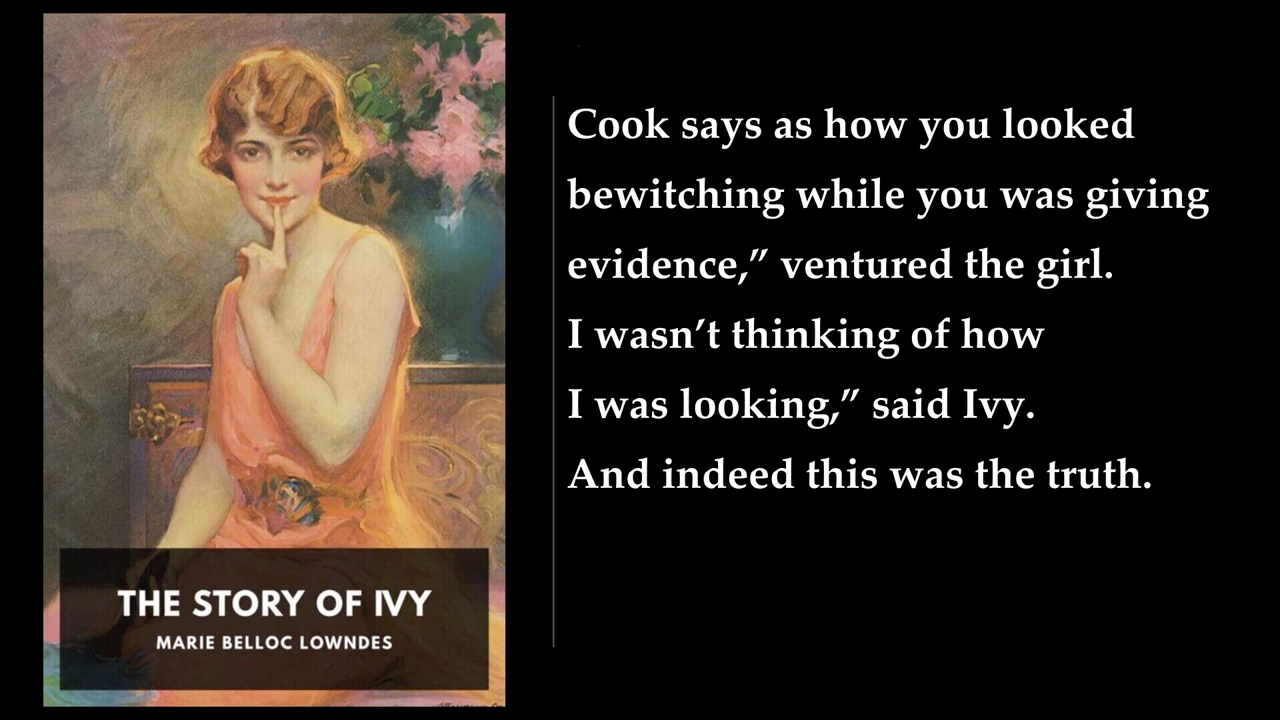 THE STORY OF IVY
MARIE BELLOC LOWNDES
Cook says as how you looked
bewitching while you was giving
evidence,” ventured the girl.
I wasn’t thinking of how
I was looking,” said Ivy.
And indeed this was the truth.